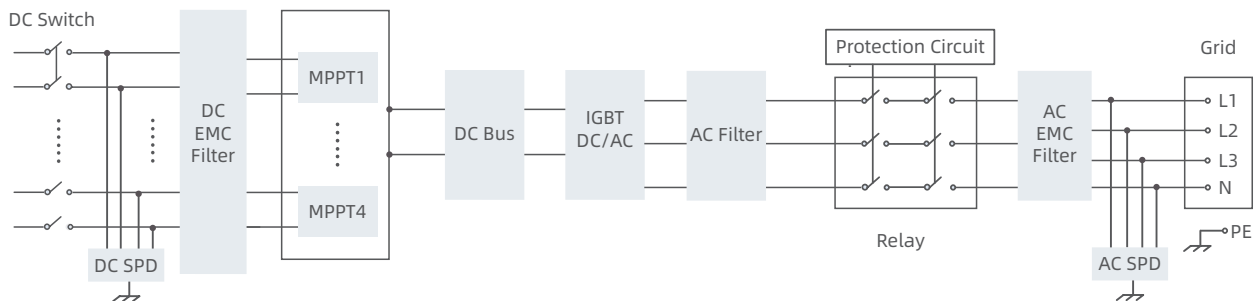 DC Switch
DC SPD
DC
EMC
Filter
MPPT1
MPPT4
DC Bus
IGBT
DC/AC
AC Filter
Protection Circuit
Relay
AC
EMC
Filter
AC SPD
Grid
L1
L2
L3
N
PE